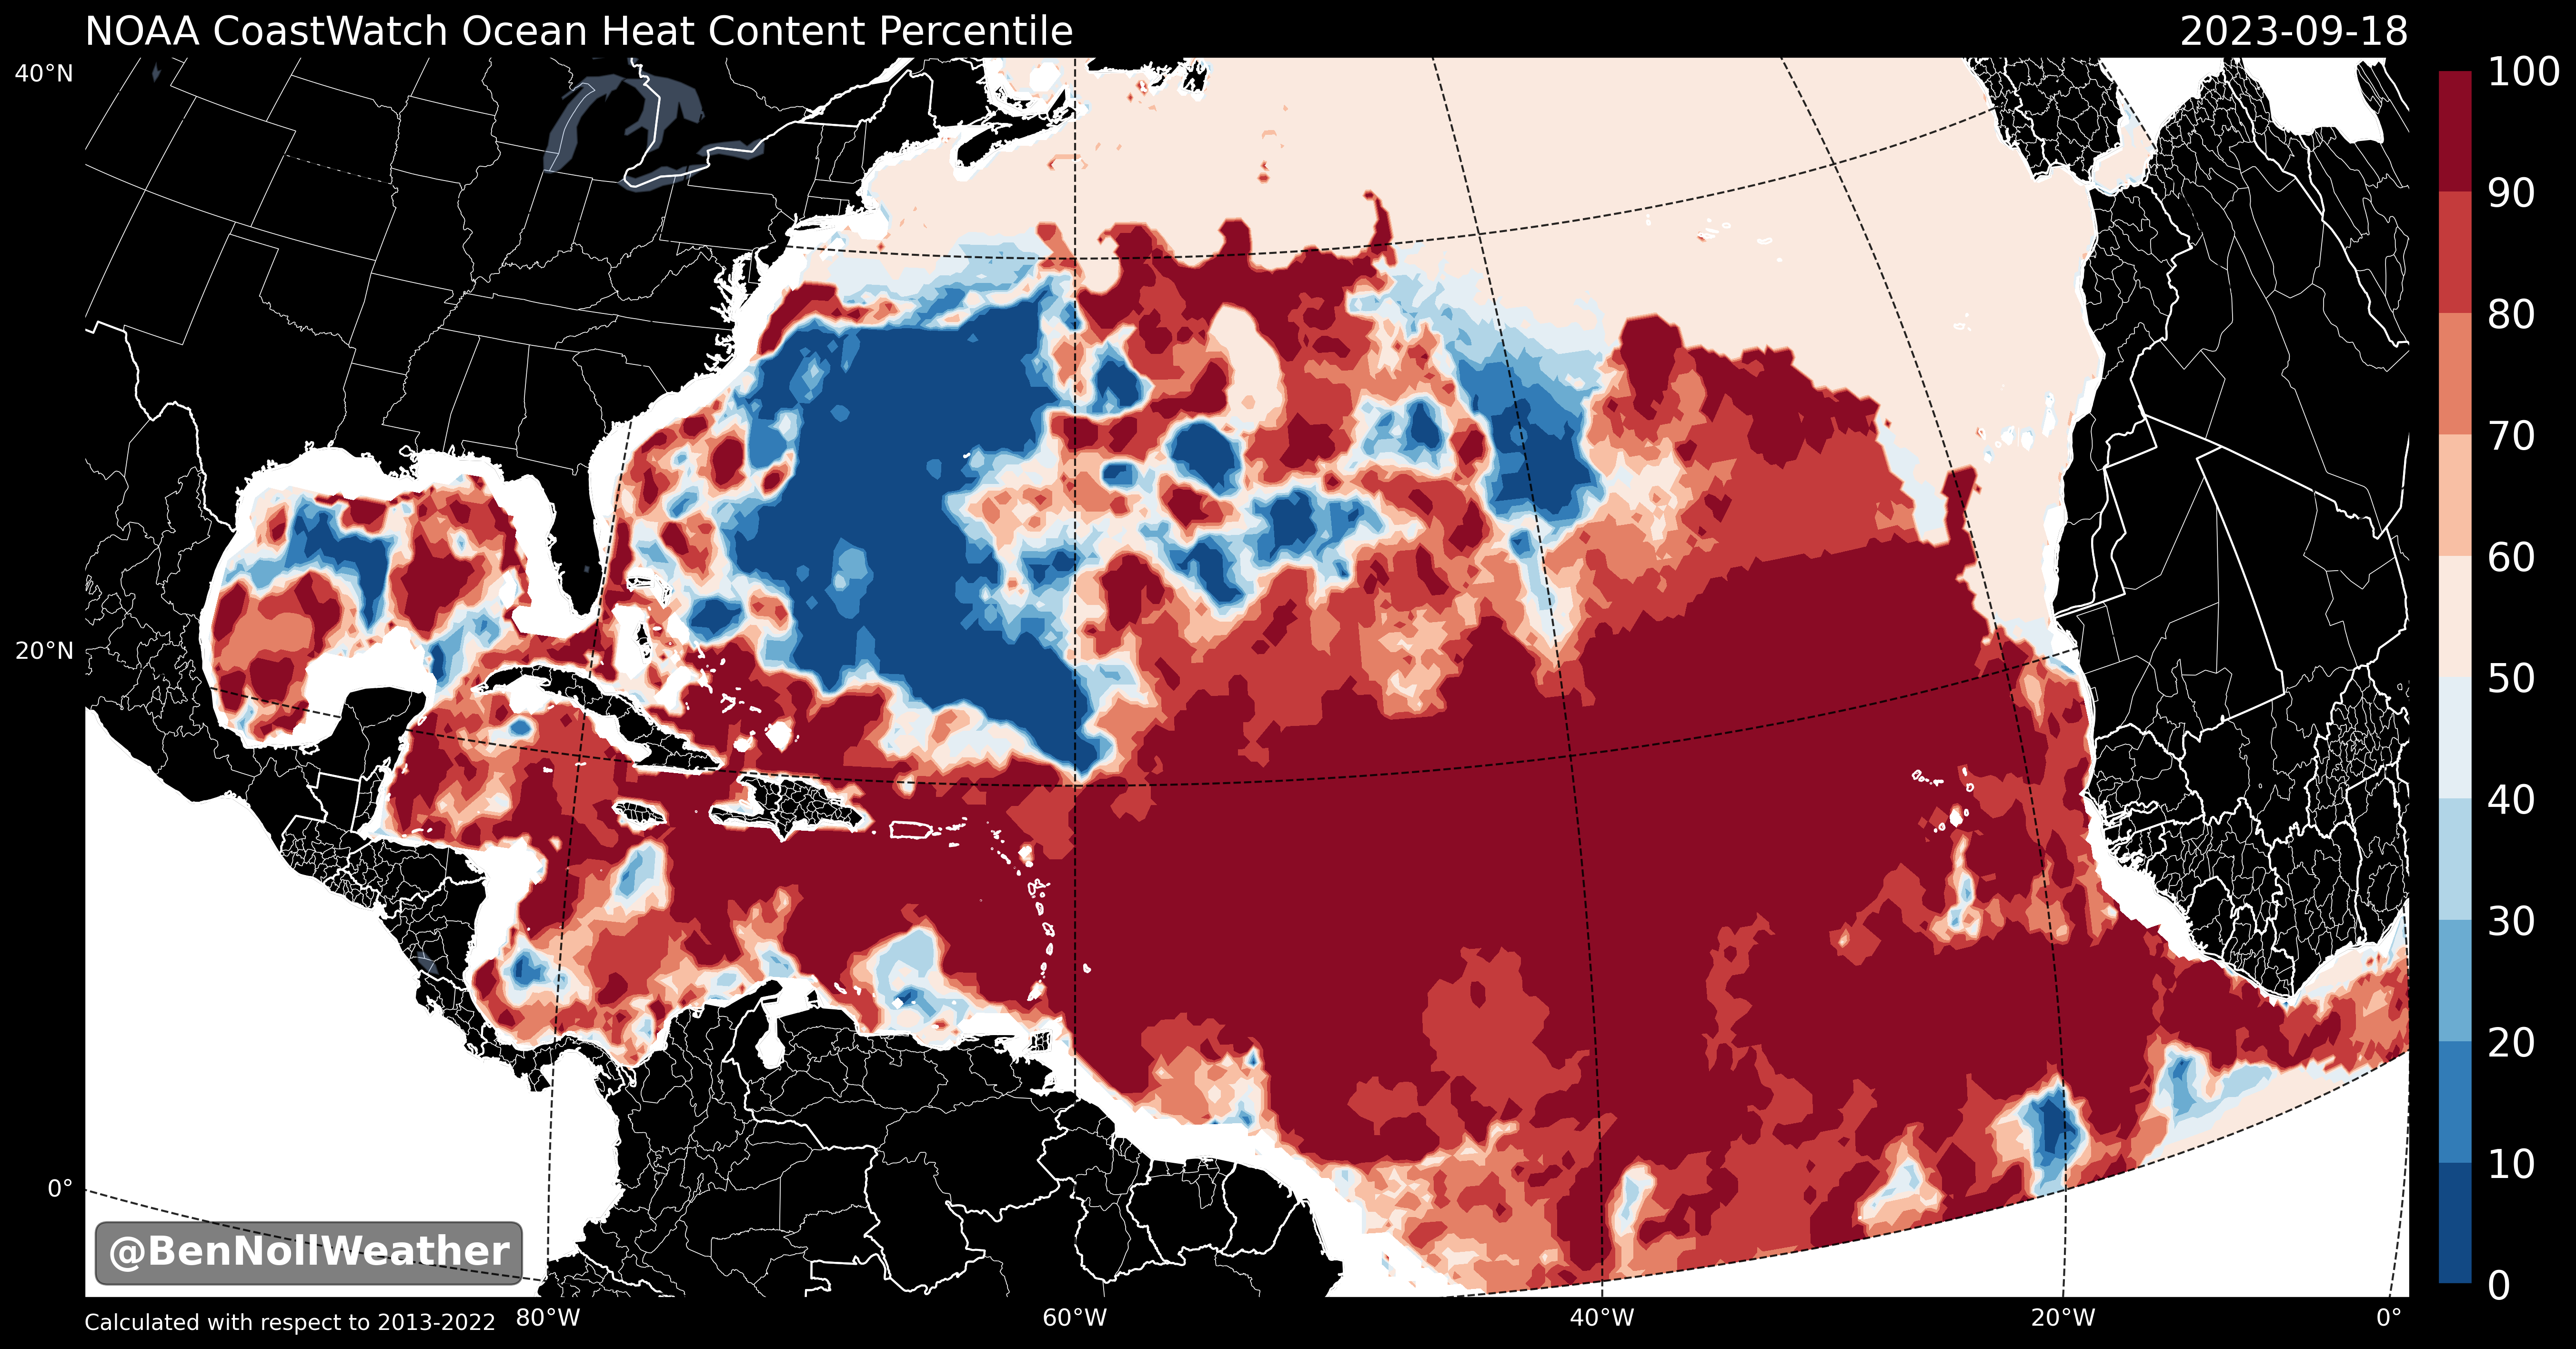 NOAA CoastWatch Ocean Heat Content Percentile 2023-09-18
40°N
20°N
0°
100
90
80
70
60
50
40
30
20
10
0
@BenNollWeather
Calculated with respect to 2013-2022
80°W 60°W 40°W 20°W 0°